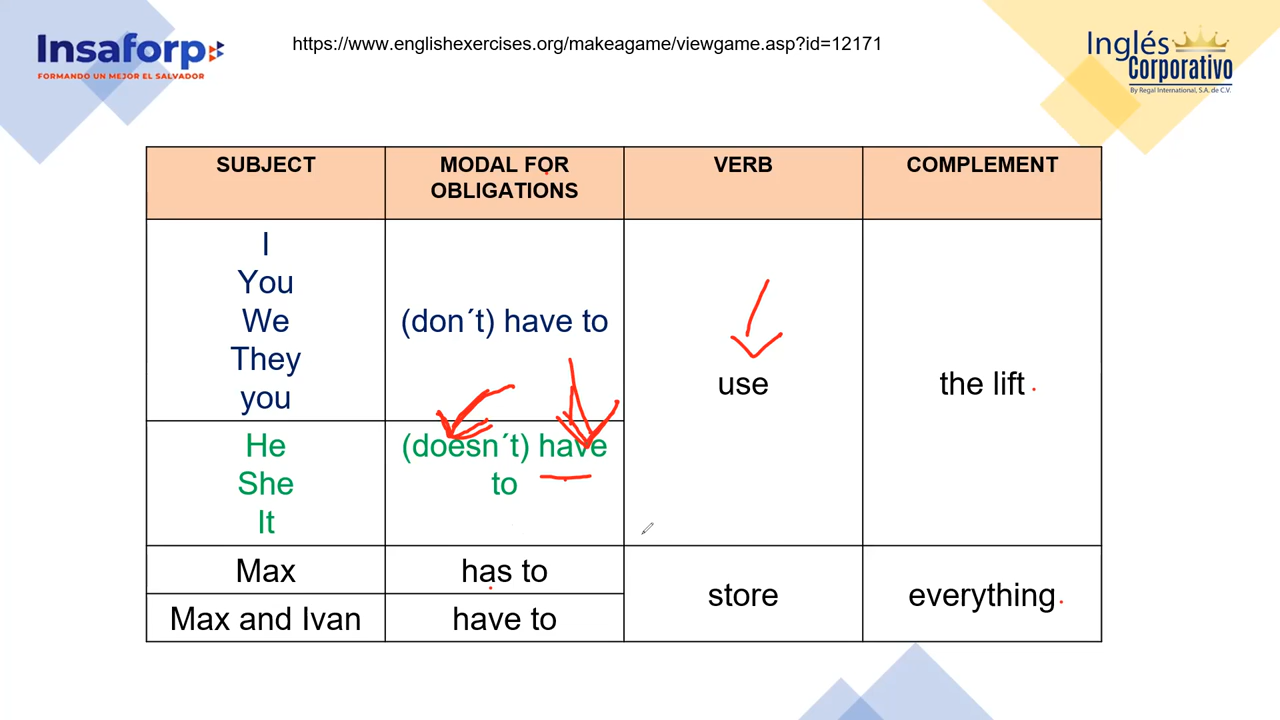 Insaforp
FORMANDO UN MEJOR EL SALVADOR
https://www.englishexercises.org/makeagame/viewgame.asp?id=12171
Inglés
Corporativo
By Regal International, S.A. de C.V.
SUBJECT
MODAL FOR
OBLIGATIONS
VERB
COMPLEMENT
I
You
We
They
you
(don´t) have to
use
the lift
He
She
It
(doesn´t) have
to
Max
has to
store
everything
Max and Ivan
have to